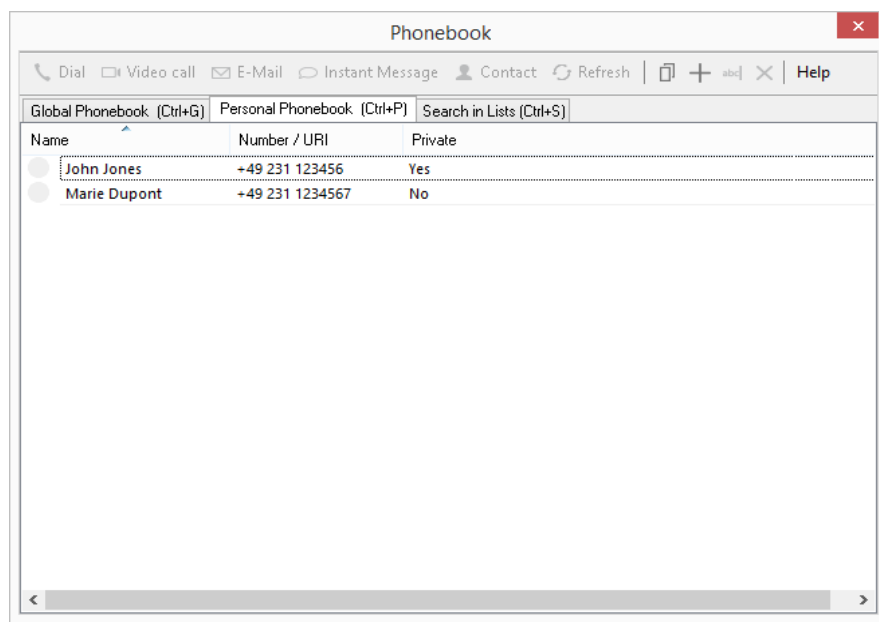 Phonebook
Dial Video call E-Mail Instant Message Contact Refresh abc Help
Global Phonebook (Ctrl+G) Personal Phonebook (Ctrl+P) Search in Lists (Ctrl+S)
Name Number / URI Private
John Jones +49 231 123456 Yes
Marie Dupont +49 231 1234567 No